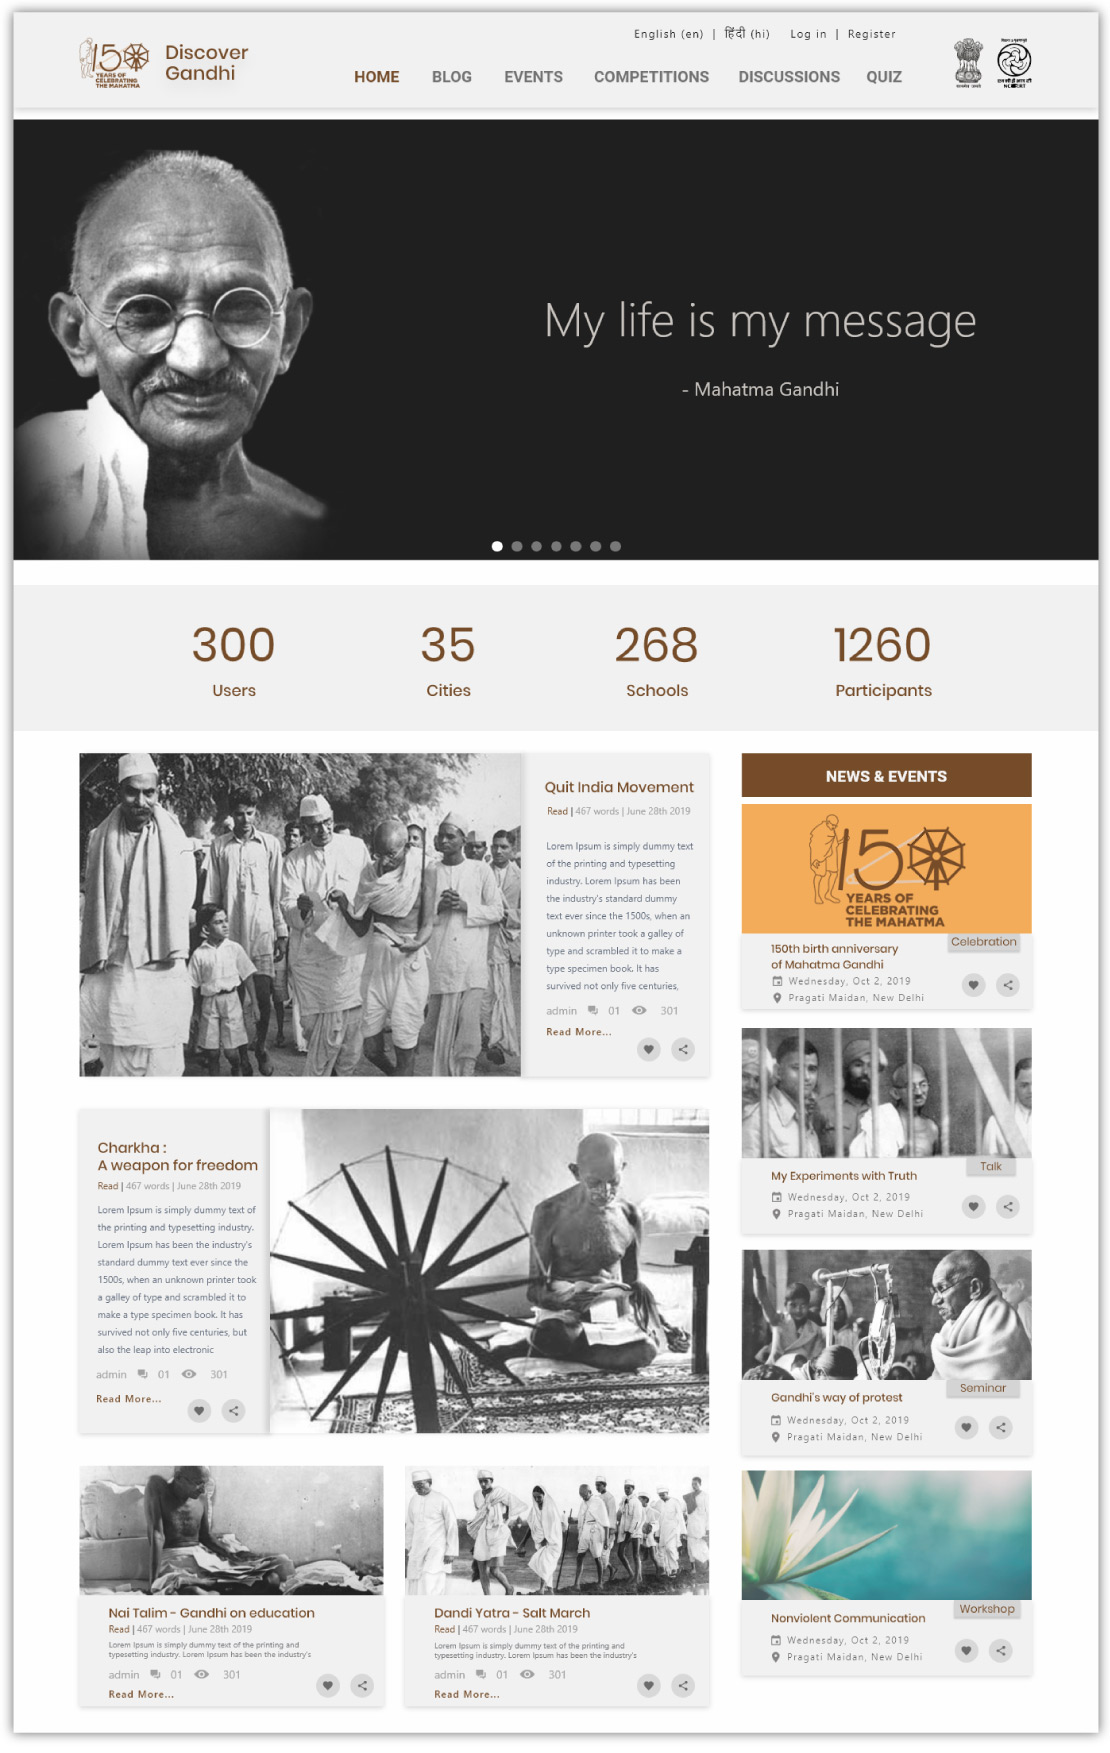 English (en) | हिंदी (hi) Log in | Register
150
YEARS OF
CELEBRATING
THE MAHATMA
Discover
Gandhi
HOME BLOG EVENTS COMPETITIONS DISCUSSIONS QUIZ
My life is my message
- Mahatma Gandhi
300 35 268 1260
Users Cities Schools Participants
Quit India Movement
Read | 467 words | June 28th 2019
Lorem Ipsum is simply dummy text
of the printing and typesetting
industry. Lorem Ipsum has been
the industry's standard dummy
text ever since the 1500s, when an
unknown printer took a galley of
type and scrambled it to make a
type specimen book. It has
survived not only five centuries,
admin 01 301
Read More...
Charkha :
A weapon for freedom
Read | 467 words | June 28th 2019
Lorem Ipsum is simply dummy text of
the printing and typesetting industry.
Lorem Ipsum has been the industry's
standard dummy text ever since the
1500s, when an unknown printer took
a galley of type and scrambled it to
make a type specimen book. It has
survived not only five centuries, but
also the leap into electronic
admin 01 301
Read More...
Nai Talim - Gandhi on education
Read | 467 words | June 28th 2019
Lorem Ipsum is simply dummy text of the printing and
typesetting industry. Lorem Ipsum has been the industry's
admin 01 301
Read More...
Dandi Yatra - Salt March
Read | 467 words | June 28th 2019
Lorem Ipsum is simply dummy text of the printing and
typesetting industry. Lorem Ipsum has been the industry's
admin 01 301
Read More...
NEWS & EVENTS
150
YEARS OF
CELEBRATING
THE MAHATMA
Celebration
150th birth anniversary
of Mahatma Gandhi
Wednesday, Oct 2, 2019
Pragati Maidan, New Delhi
Talk
My Experiments with Truth
Wednesday, Oct 2, 2019
Pragati Maidan, New Delhi
Seminar
Gandhi's way of protest
Wednesday, Oct 2, 2019
Pragati Maidan, New Delhi
Workshop
Nonviolent Communication
Wednesday, Oct 2, 2019
Pragati Maidan, New Delhi